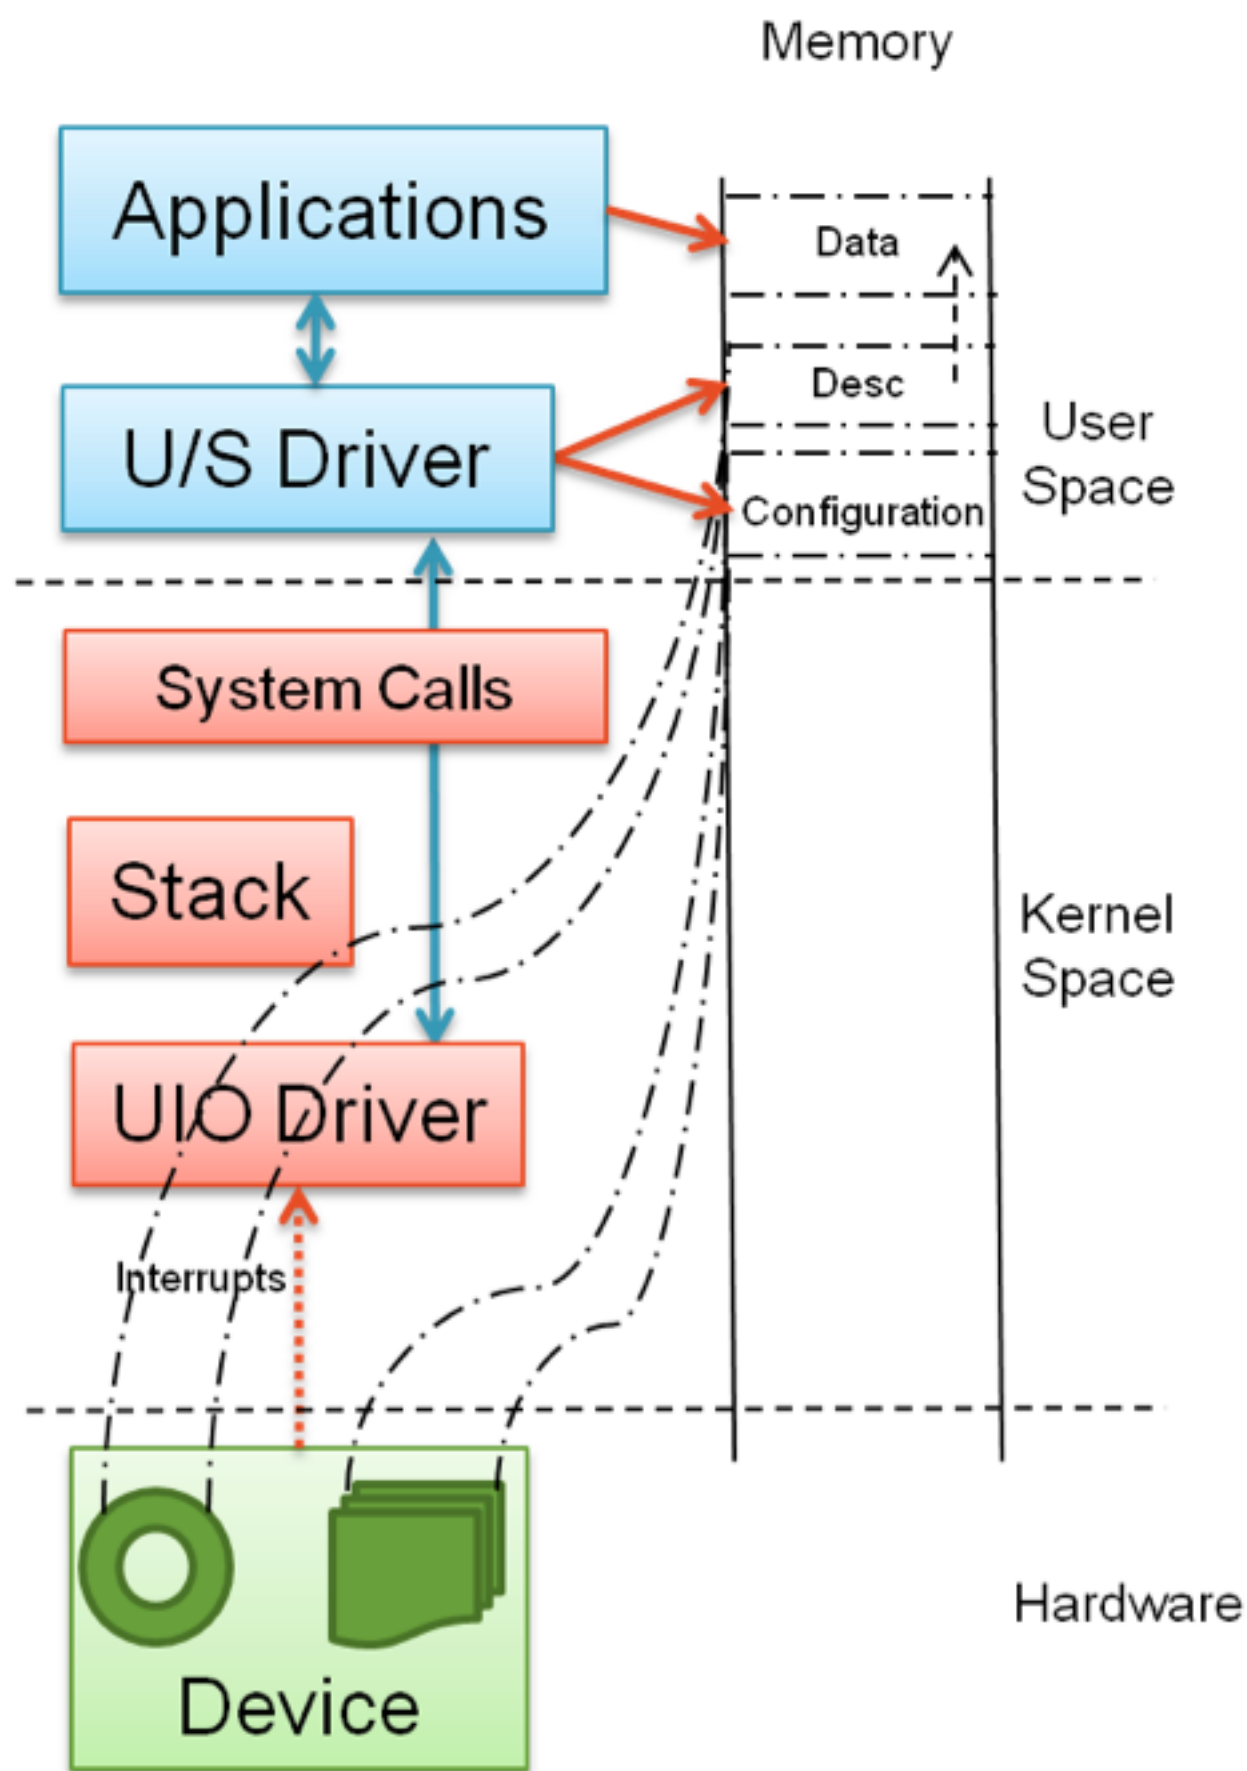 Memory
Applications
Data
U/S Driver
Desc
User
Space
Configuration
System Calls
Stack
Kernel
Space
UIO Driver
Interrupts
Hardware
Device